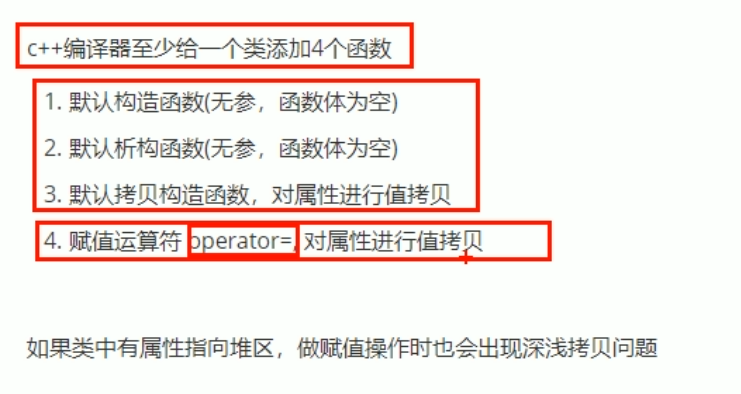 c++编译器至少给一个类添加4个函数
1. 默认构造函数(无参，函数体为空)
2. 默认析构函数(无参，函数体为空)
3. 默认拷贝构造函数，对属性进行值拷贝
4. 赋值运算符 operator=, 对属性进行值拷贝
如果类中有属性指向堆区，做赋值操作时也会出现深浅拷贝问题